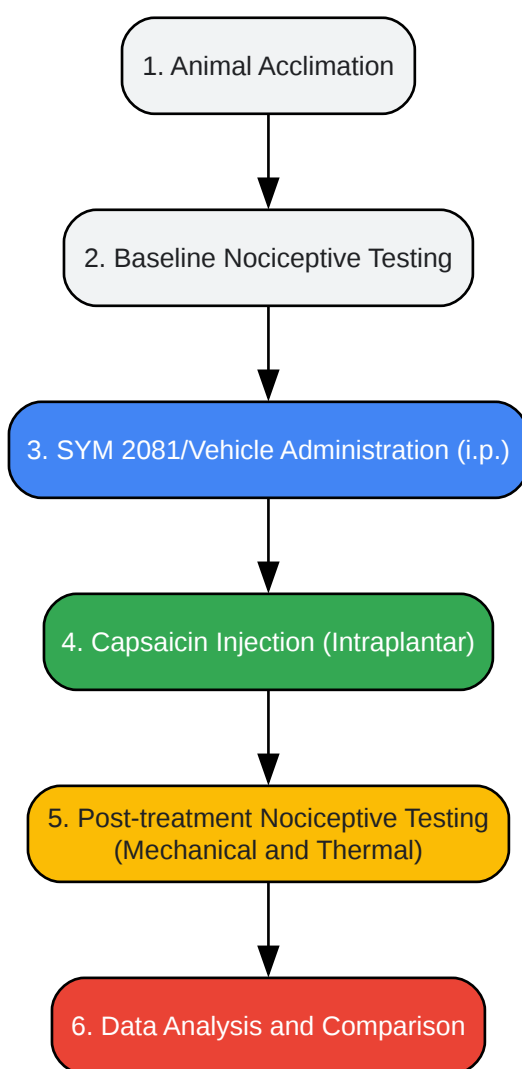 1. Animal Acclimation
2. Baseline Nociceptive Testing
3. SYM 2081/Vehicle Administration (i.p.)
4. Capsaicin Injection (Intraplantar)
5. Post-treatment Nociceptive Testing
(Mechanical and Thermal)
6. Data Analysis and Comparison